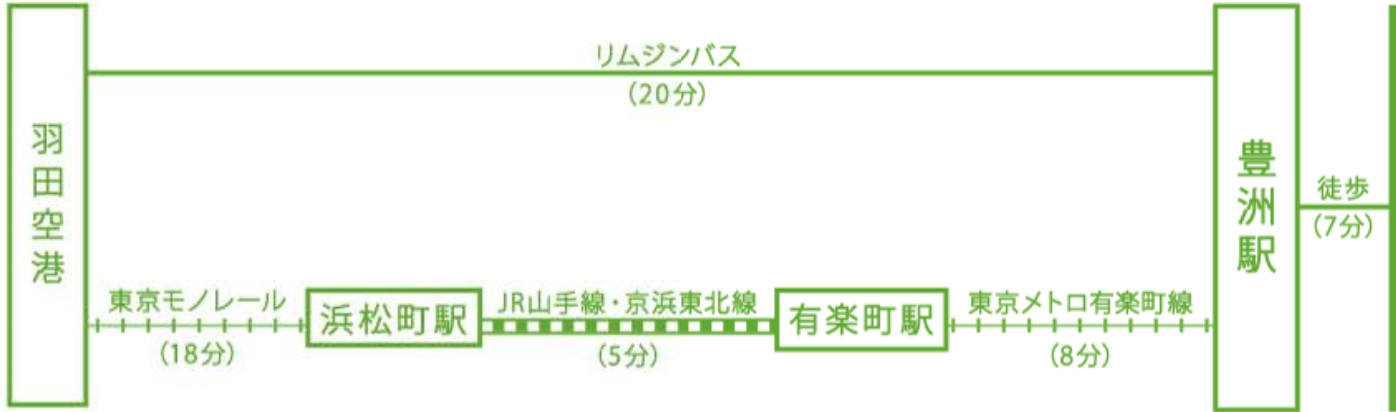 リムジンバス
(20分)
羽田空港
豊洲駅
徒歩
(7分)
東京モノレール
(18分)
浜松町駅
JR山手線・京浜東北線
(5分)
有楽町駅
東京メトロ有楽町線
(8分)